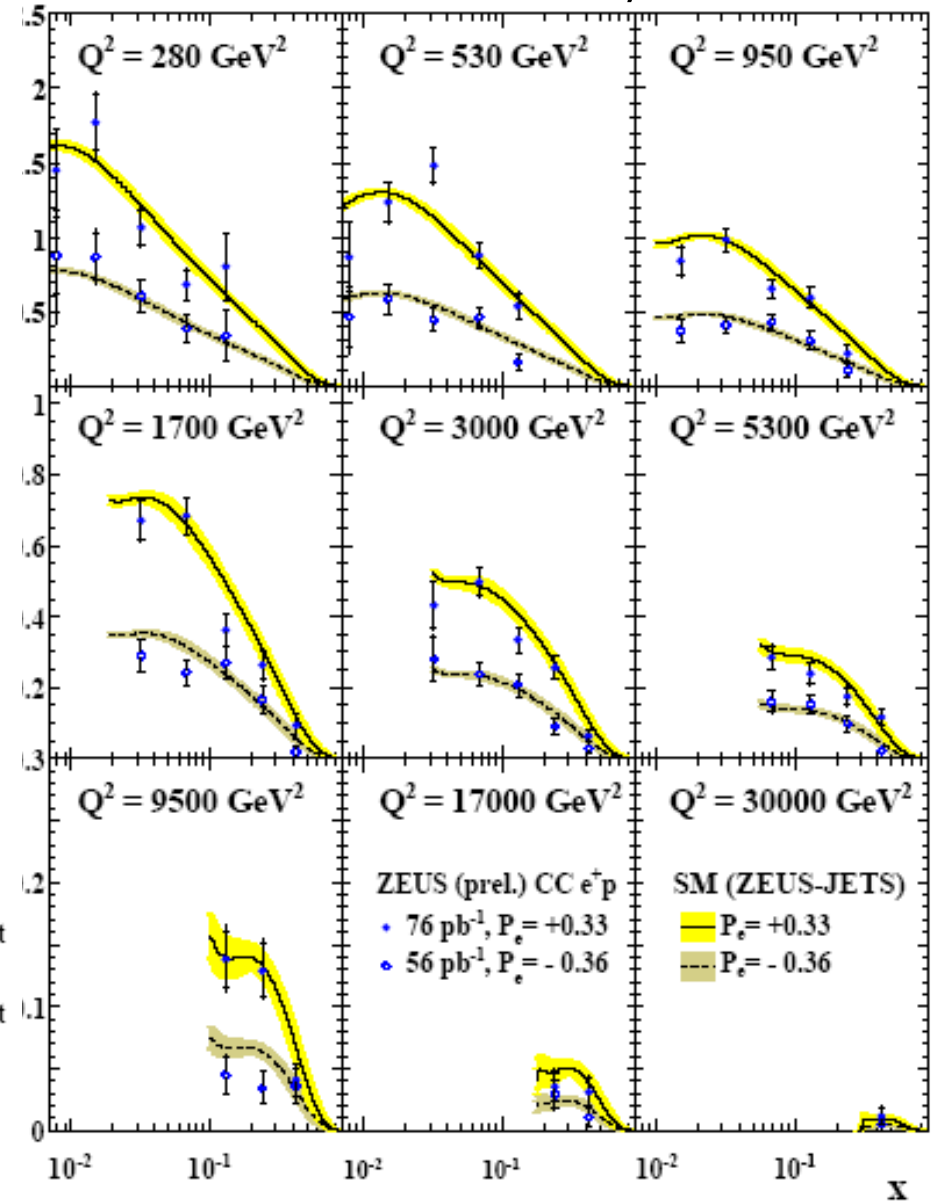 .5
Q² = 280 GeV²
Q² = 530 GeV²
Q² = 950 GeV²
2
.5
1
.5
1
Q² = 1700 GeV²
Q² = 3000 GeV²
Q² = 5300 GeV²
.8
.6
.4
.2
.3
Q² = 9500 GeV²
Q² = 17000 GeV²
Q² = 30000 GeV²
.2
ZEUS (prel.) CC e⁺p
76 pb⁻¹, Pₑ= +0.33
56 pb⁻¹, Pₑ= - 0.36
SM (ZEUS-JETS)
Pₑ= +0.33
Pₑ= - 0.36
t
.1
t
0
10⁻² 10⁻¹ 10⁻² 10⁻¹ 10⁻² 10⁻¹
x